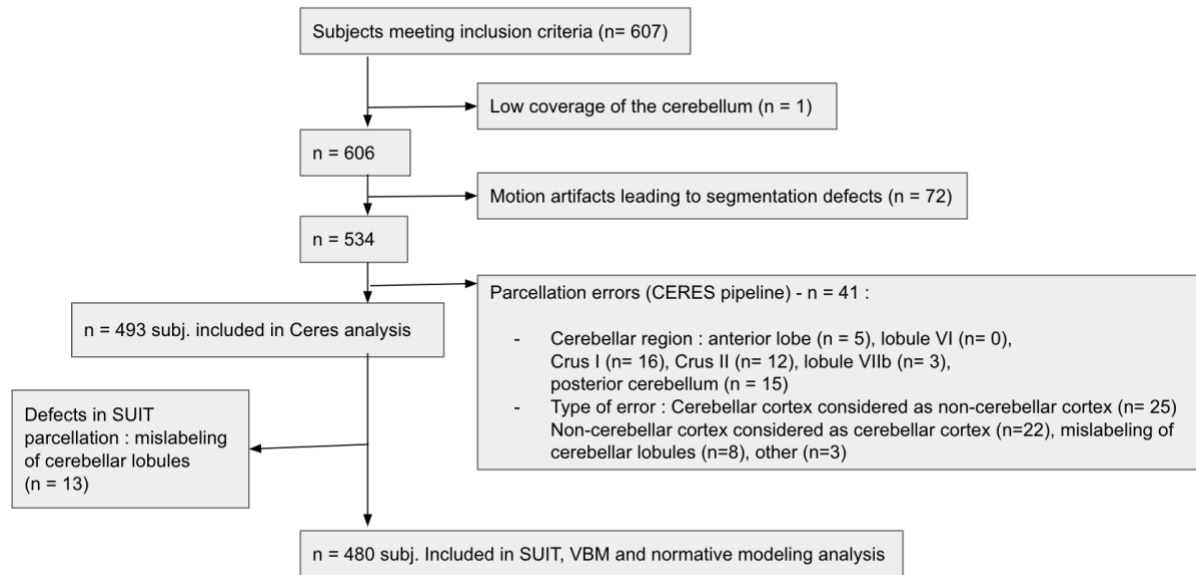 Subjects meeting inclusion criteria (n= 607)
Low coverage of the cerebellum (n = 1)
n = 606
Motion artifacts leading to segmentation defects (n = 72)
n = 534
Parcellation errors (CERES pipeline) - n = 41 :
- Cerebellar region : anterior lobe (n = 5), lobule VI (n= 0),
Crus I (n= 16), Crus II (n= 12), lobule VIIb (n= 3),
posterior cerebellum (n = 15)
- Type of error : Cerebellar cortex considered as non-cerebellar cortex (n= 25)
Non-cerebellar cortex considered as cerebellar cortex (n=22), mislabeling of
cerebellar lobules (n=8), other (n=3)
n = 493 subj. included in Ceres analysis
Defects in SUIT
parcellation : mislabeling
of cerebellar lobules
(n = 13)
n = 480 subj. Included in SUIT, VBM and normative modeling analysis